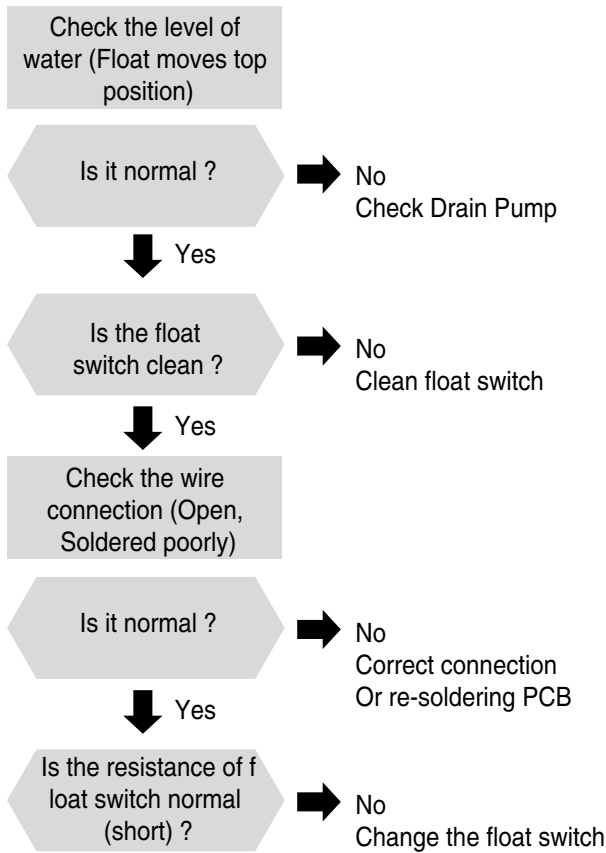 Check the level of
water (Float moves top
position)
Is it normal ?
No
Check Drain Pump
Yes
Is the float
switch clean ?
No
Clean float switch
Yes
Check the wire
connection (Open,
Soldered poorly)
Is it normal ?
No
Correct connection
Or re-soldering PCB
Yes
Is the resistance of f
loat switch normal
(short) ?
No
Change the float switch